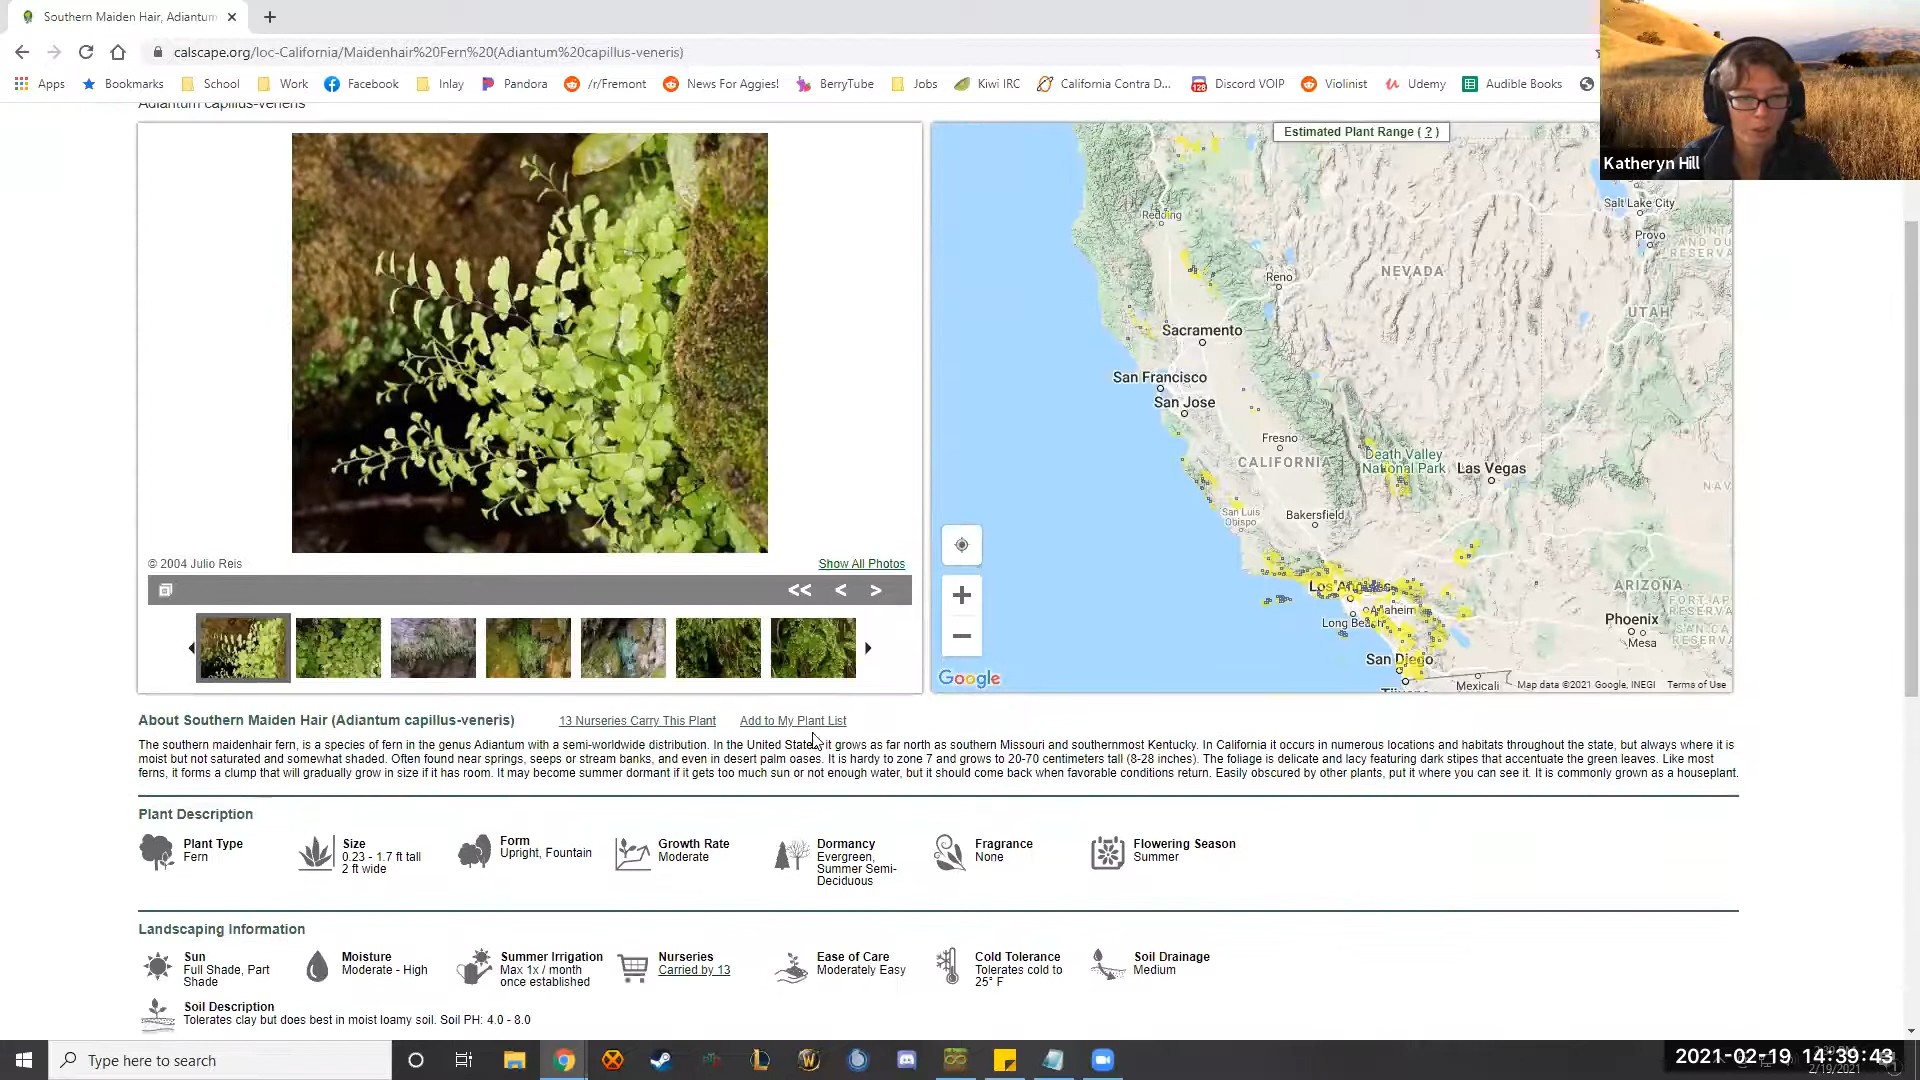 Southern Maiden Hair, Adiantum
calscape.org/loc-California/Maidenhair%20Fern%20(Adiantum%20capillus-veneris)
Apps Bookmarks School Work Facebook Inlay Pandora /r/Fremont News For Aggies! BerryTube Jobs Kiwi IRC California Contra D... Discord VOIP Violinist Udemy Audible Books
128
Katheryn Hill
Adiantum capillus-veneris
Estimated Plant Range ( ? )
Redding
Salt Lake City
Provo
Reno
NEVADA
UTAH
Sacramento
San Francisco
San Jose
Fresno
CALIFORNIA
Death Valley
National Park
Las Vegas
NAV
Bakersfield
San Luis
Obispo
Los Angeles
Anaheim
Long Beach
ARIZONA
Phoenix
Mesa
San Diego
Tijuana
Mexicali
Google
Map data ©2021 Google, INEGI Terms of Use
© 2004 Julio Reis
Show All Photos
<< < >
About Southern Maiden Hair (Adiantum capillus-veneris) 13 Nurseries Carry This Plant Add to My Plant List
The southern maidenhair fern, is a species of fern in the genus Adiantum with a semi-worldwide distribution. In the United States, it grows as far north as southern Missouri and southernmost Kentucky. In California it occurs in numerous locations and habitats throughout the state, but always where it is
moist but not saturated and somewhat shaded. Often found near springs, seeps or stream banks, and even in desert palm oases. It is hardy to zone 7 and grows to 20-70 centimeters tall (8-28 inches). The foliage is delicate and lacy featuring dark stipes that accentuate the green leaves. Like most
ferns, it forms a clump that will gradually grow in size if it has room. It may become summer dormant if it gets too much sun or not enough water, but it should come back when favorable conditions return. Easily obscured by other plants, put it where you can see it. It is commonly grown as a houseplant.
Plant Description
Plant Type
Fern
Size
0.23 - 1.7 ft tall
2 ft wide
Form
Upright, Fountain
Growth Rate
Moderate
Dormancy
Evergreen,
Summer Semi-
Deciduous
Fragrance
None
Flowering Season
Summer
Landscaping Information
Sun
Full Shade, Part
Shade
Moisture
Moderate - High
Summer Irrigation
Max 1x / month
once established
Nurseries
Carried by 13
Ease of Care
Moderately Easy
Cold Tolerance
Tolerates cold to
25° F
Soil Drainage
Medium
Soil Description
Tolerates clay but does best in moist loamy soil. Soil PH: 4.0 - 8.0
Type here to search
2021-02-19 14:39:43
2/19/2021